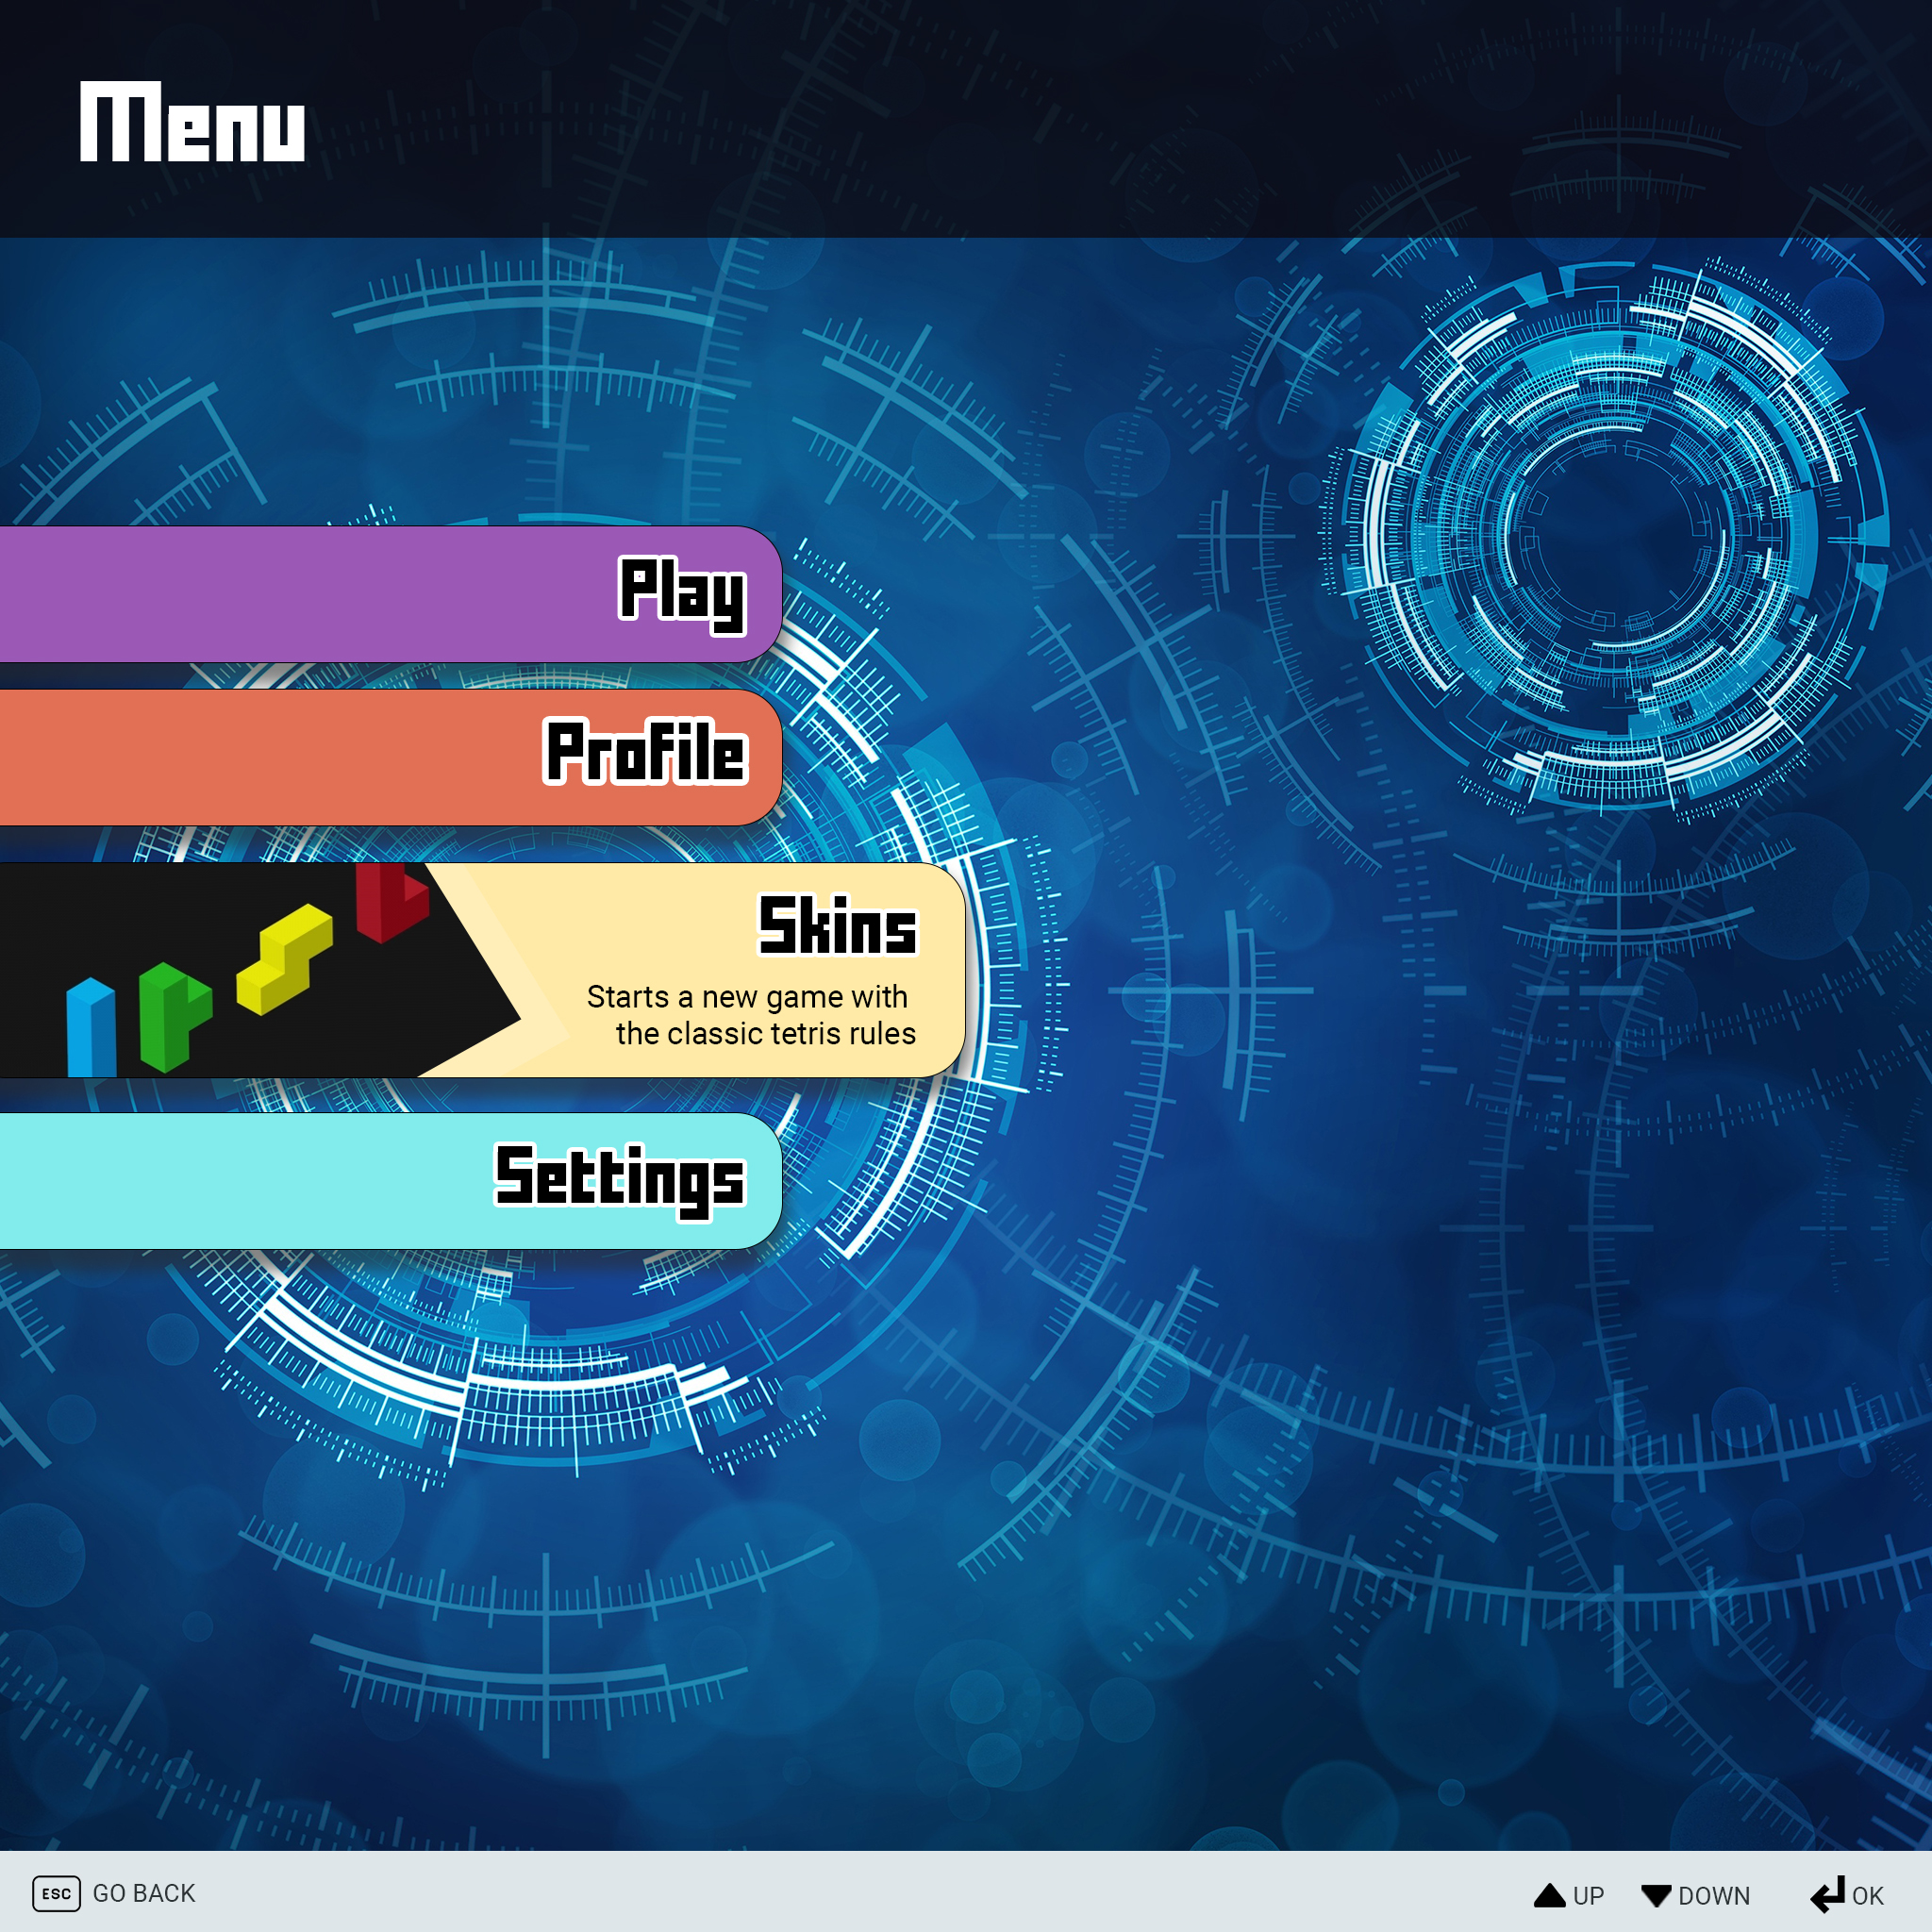 Menu
Play
Profile
Skins
Starts a new game with
the classic tetris rules
Settings
ESC GO BACK
UP DOWN OK